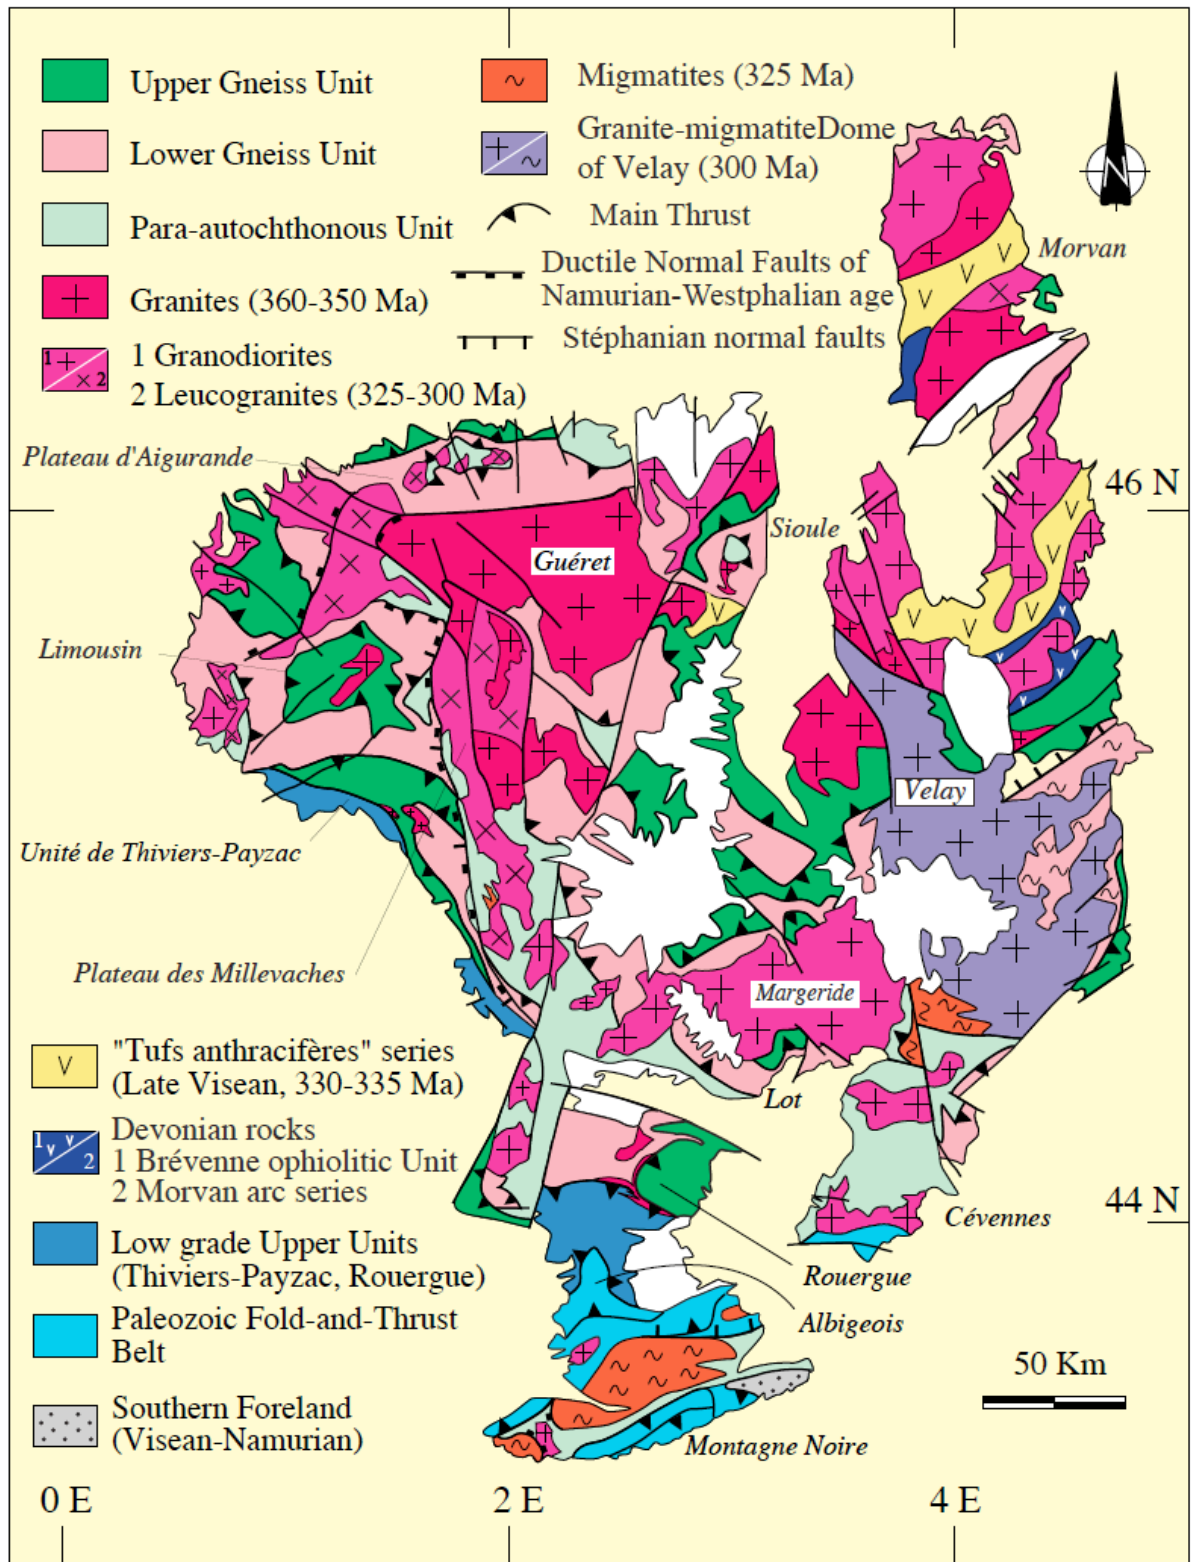 Upper Gneiss Unit
Lower Gneiss Unit
Para-autochthonous Unit
Granites (360-350 Ma)
1 2
1 Granodiorites
2 Leucogranites (325-300 Ma)
Migmatites (325 Ma)
Granite-migmatiteDome
of Velay (300 Ma)
Main Thrust
Ductile Normal Faults of
Namurian-Westphalian age
Stéphanian normal faults
N
Morvan
Plateau d'Aigurande
46 N
Sioule
Guéret
Limousin
Velay
Unité de Thiviers-Payzac
Plateau des Millevaches
Margeride
"Tufs anthracifères" series
(Late Visean, 330-335 Ma)
Lot
1 2
Devonian rocks
1 Brévenne ophiolitic Unit
2 Morvan arc series
44 N
Cévennes
Low grade Upper Units
(Thiviers-Payzac, Rouergue)
Rouergue
Albigeois
Paleozoic Fold-and-Thrust
Belt
50 Km
Southern Foreland
(Visean-Namurian)
Montagne Noire
0 E
2 E
4 E